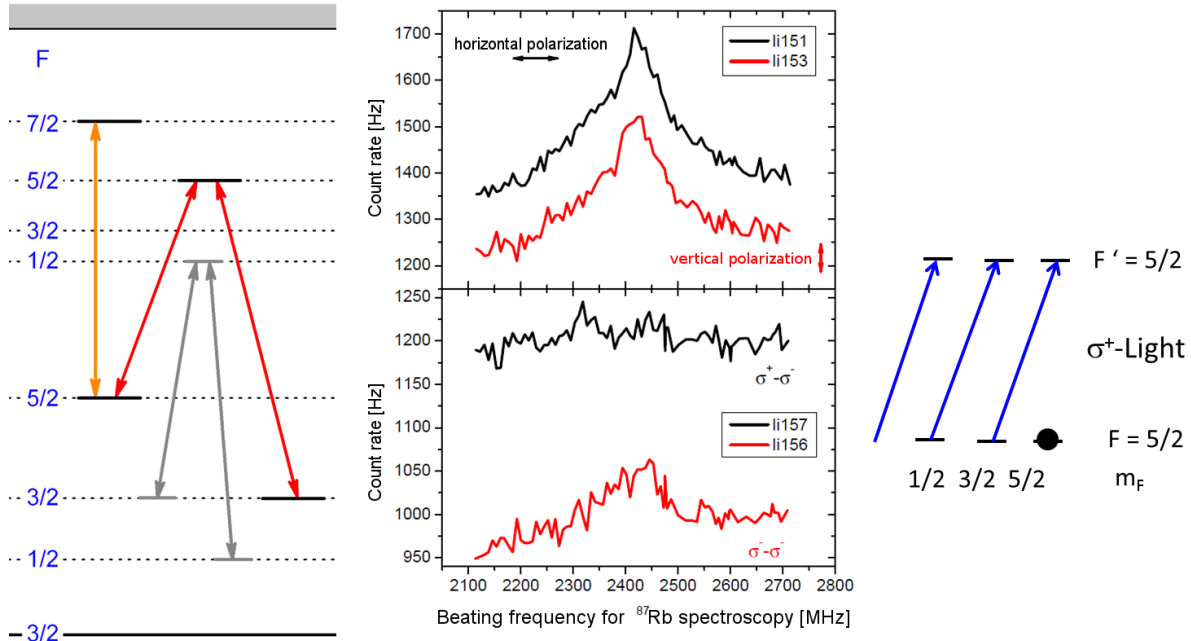 F
7/2
5/2
3/2
1/2
5/2
3/2
1/2
3/2
horizontal polarization
li151
li153
vertical polarization
Count rate [Hz]
1700
1600
1500
1400
1300
1200
σ⁺-σ⁻
li157
li156
σ⁻-σ⁻
Count rate [Hz]
1250
1200
1150
1100
1050
1000
950
2100 2200 2300 2400 2500 2600 2700 2800
Beating frequency for ⁸⁷Rb spectroscopy [MHz]
F ‘ = 5/2
σ⁺-Light
F = 5/2
1/2 3/2 5/2 m_F